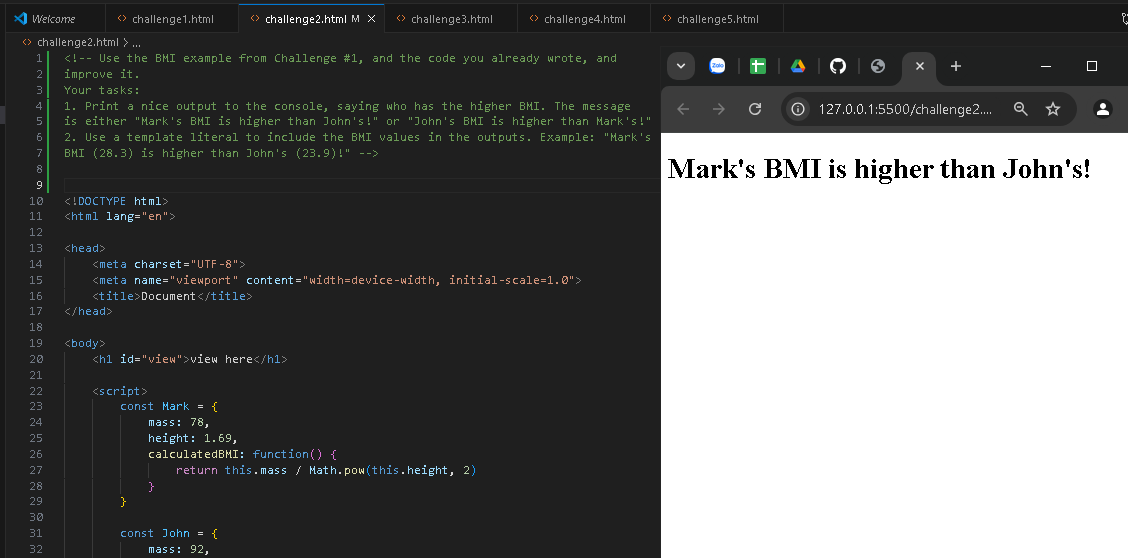 Welcome
challenge1.html
challenge2.html M
challenge3.html
challenge4.html
challenge5.html
challenge2.html > ...
1 <!-- Use the BMI example from Challenge #1, and the code you already wrote, and
2 improve it.
3 Your tasks:
4 1. Print a nice output to the console, saying who has the higher BMI. The message
5 is either "Mark's BMI is higher than John's!" or "John's BMI is higher than Mark's!"
6 2. Use a template literal to include the BMI values in the outputs. Example: "Mark's
7 BMI (28.3) is higher than John's (23.9)!" -->
8
9
10 <!DOCTYPE html>
11 <html lang="en">
12
13 <head>
14 <meta charset="UTF-8">
15 <meta name="viewport" content="width=device-width, initial-scale=1.0">
16 <title>Document</title>
17 </head>
18
19 <body>
20 <h1 id="view">view here</h1>
21
22 <script>
23 const Mark = {
24 mass: 78,
25 height: 1.69,
26 calculatedBMI: function() {
27 return this.mass / Math.pow(this.height, 2)
28 }
29 }
30
31 const John = {
32 mass: 92,
Zalo
127.0.0.1:5500/challenge2....
Mark's BMI is higher than John's!